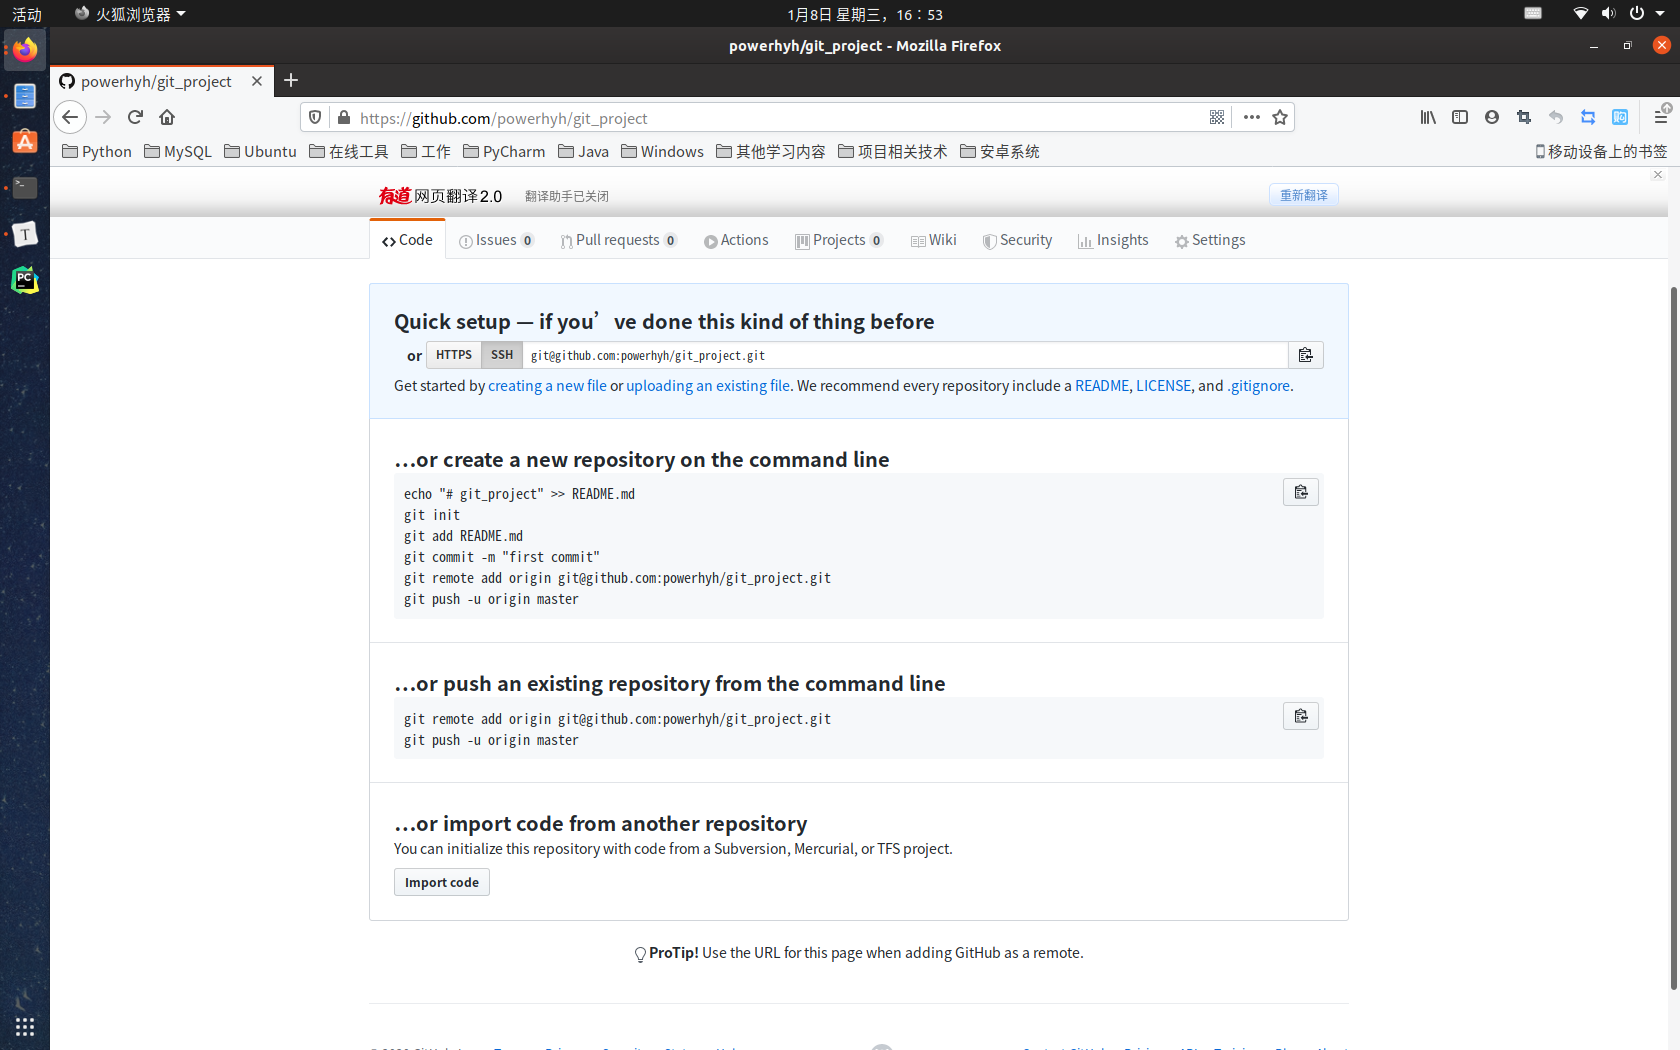 活动
火狐浏览器
1月8日 星期三，16：53
powerhyh/git_project - Mozilla Firefox
powerhyh/git_project
https://github.com/powerhyh/git_project
Python MySQL Ubuntu 在线工具 工作 PyCharm Java Windows 其他学习内容 项目相关技术 安卓系统 移动设备上的书签
有道 网页翻译2.0 翻译助手已关闭 重新翻译
Code Issues 0 Pull requests 0 Actions Projects 0 Wiki Security Insights Settings
Quick setup — if you’ve done this kind of thing before
or HTTPS SSH git@github.com:powerhyh/git_project.git
Get started by creating a new file or uploading an existing file. We recommend every repository include a README, LICENSE, and .gitignore.
…or create a new repository on the command line
echo "# git_project" >> README.md
git init
git add README.md
git commit -m "first commit"
git remote add origin git@github.com:powerhyh/git_project.git
git push -u origin master
…or push an existing repository from the command line
git remote add origin git@github.com:powerhyh/git_project.git
git push -u origin master
…or import code from another repository
You can initialize this repository with code from a Subversion, Mercurial, or TFS project.
Import code
ProTip! Use the URL for this page when adding GitHub as a remote.